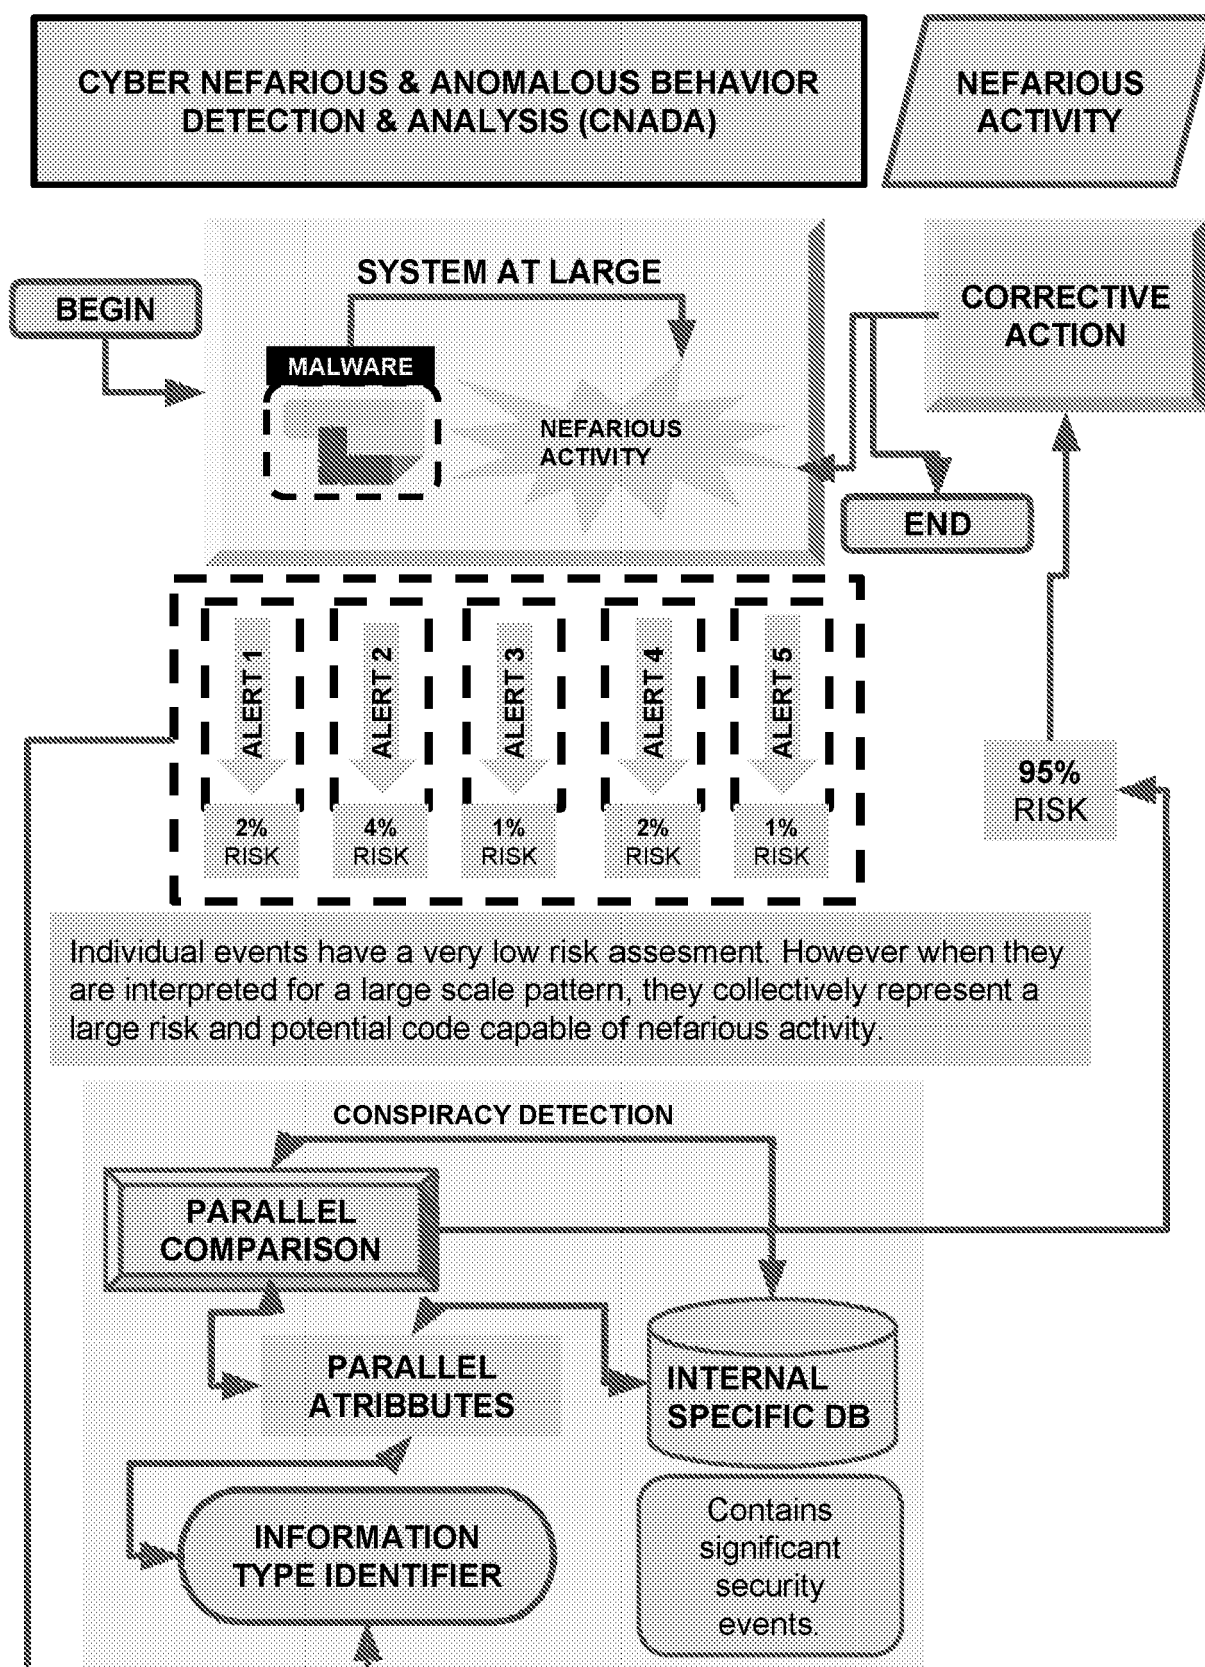 CYBER NEFARIOUS & ANOMALOUS BEHAVIOR
DETECTION & ANALYSIS (CNADA)
NEFARIOUS
ACTIVITY
SYSTEM AT LARGE
BEGIN
MALWARE
NEFARIOUS
ACTIVITY
CORRECTIVE
ACTION
END
ALERT 1
ALERT 2
ALERT 3
ALERT 4
ALERT 5
2%
RISK
4%
RISK
1%
RISK
2%
RISK
1%
RISK
95%
RISK
Individual events have a very low risk assesment. However when they
are interpreted for a large scale pattern, they collectively represent a
large risk and potential code capable of nefarious activity.
CONSPIRACY DETECTION
PARALLEL
COMPARISON
PARALLEL
ATRIBBUTES
INTERNAL
SPECIFIC DB
INFORMATION
TYPE IDENTIFIER
Contains
significant
security
events.